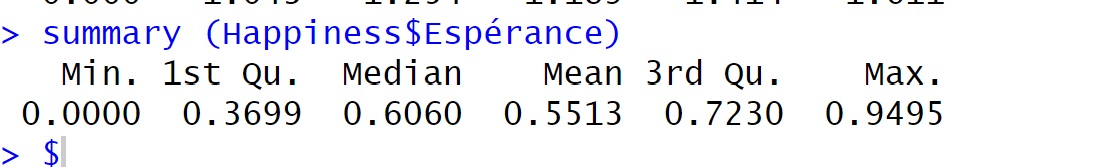 > summary (Happiness$Espérance)
Min. 1st Qu. Median Mean 3rd Qu. Max.
0.0000 0.3699 0.6060 0.5513 0.7230 0.9495
> $